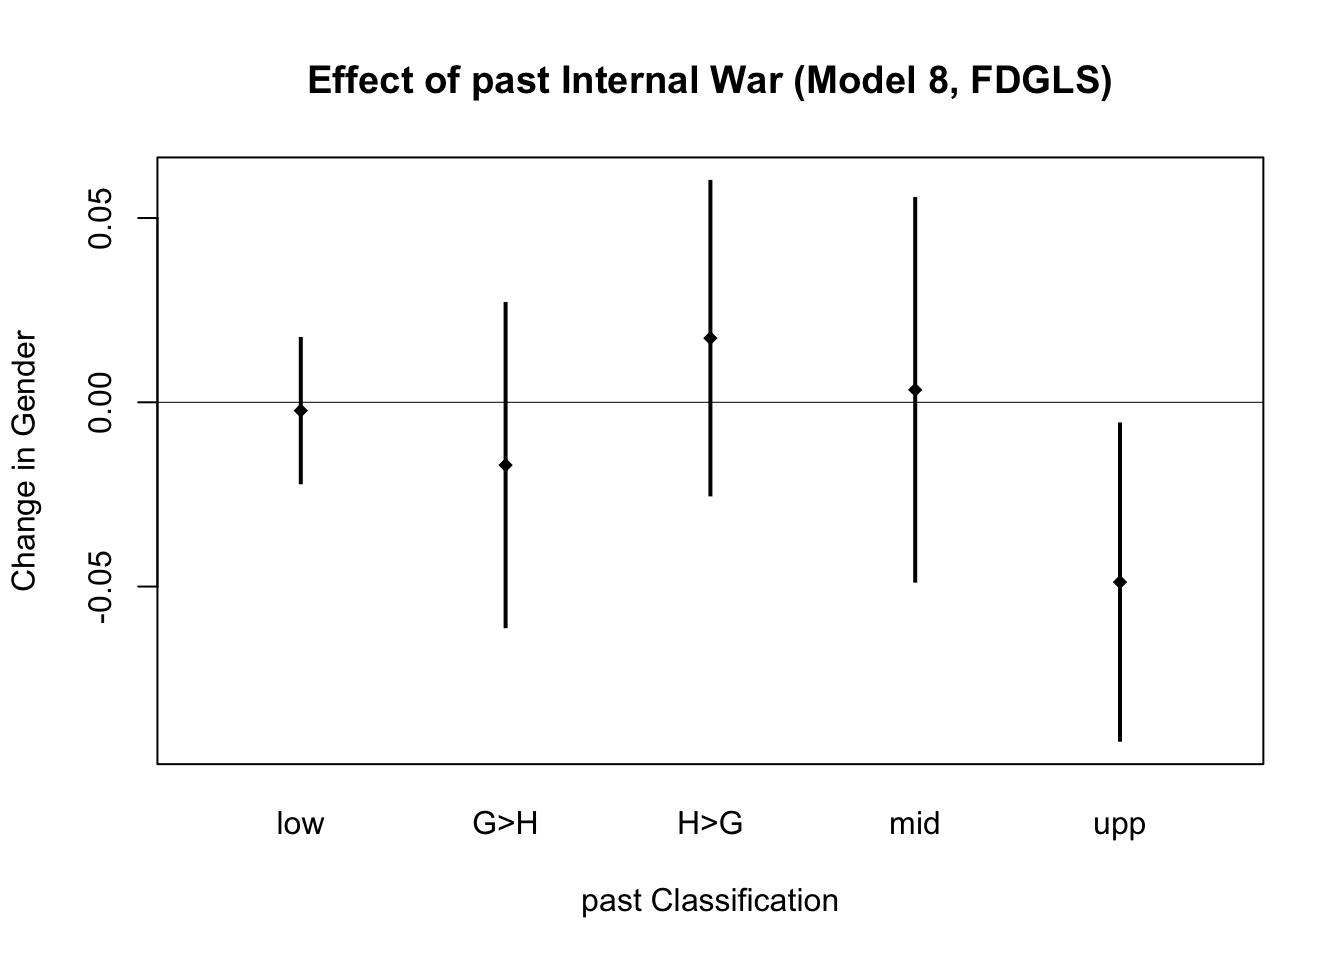 Effect of past Internal War (Model 8, FDGLS)
Change in Gender
0.05
0.00
-0.05
low G>H H>G mid upp
past Classification